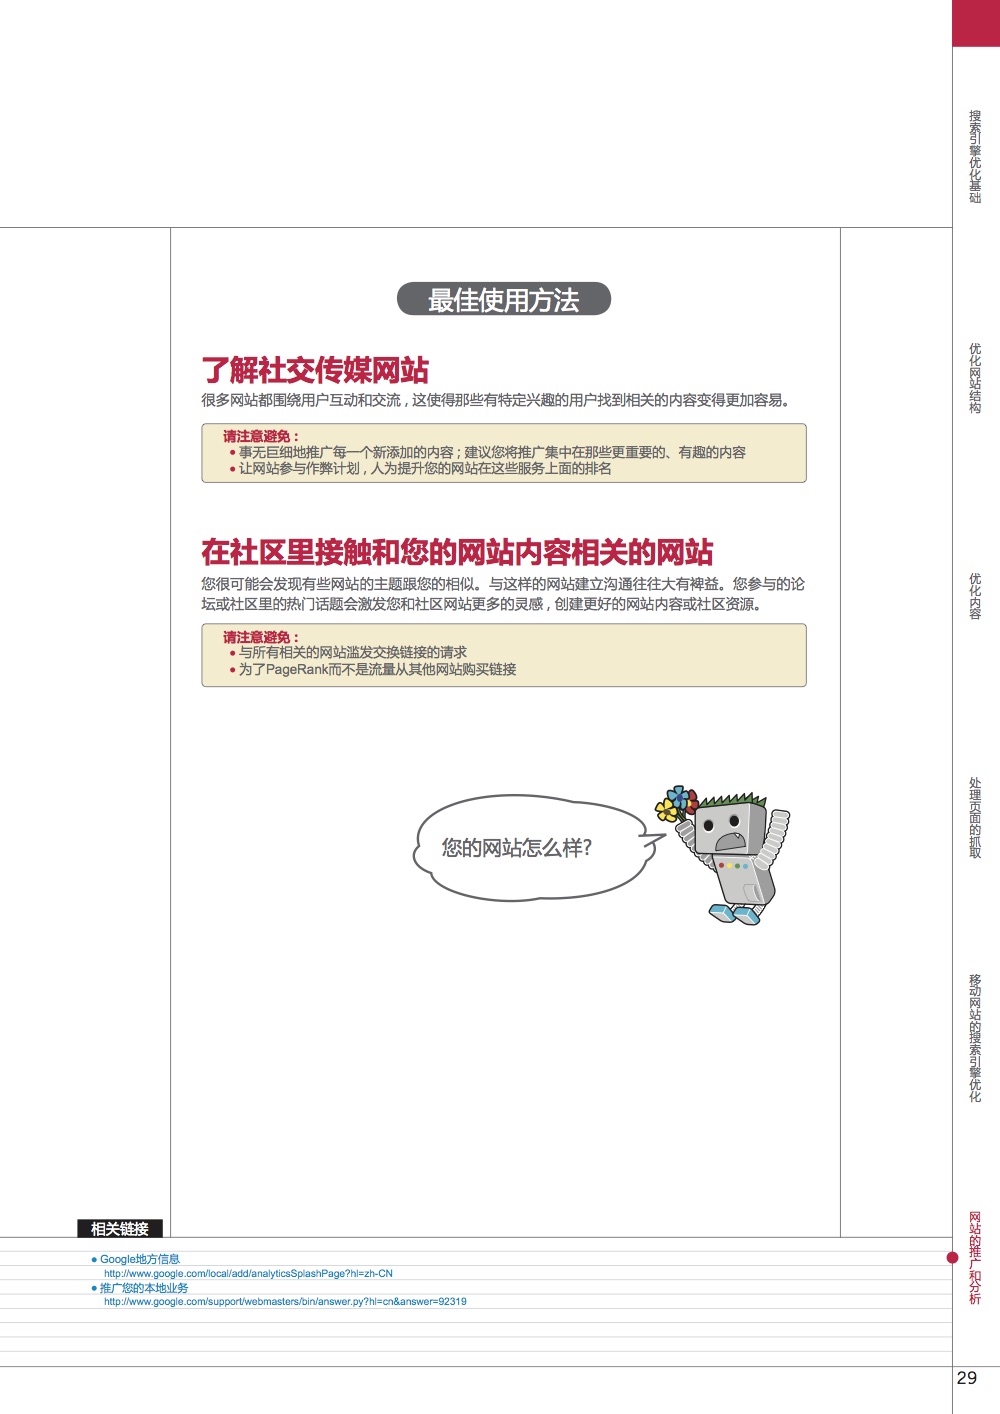 最佳使用方法
了解社交传媒网站
很多网站都围绕用户互动和交流，这使得那些有特定兴趣的用户找到相关的内容变得更加容易。
请注意避免：
• 事无巨细地推广每一个新添加的内容；建议您将推广集中在那些更重要的、有趣的内容
• 让网站参与作弊计划，人为提升您的网站在这些服务上面的排名
在社区里接触和您的网站内容相关的网站
您很可能会发现有些网站的主题跟您的相似。与这样的网站建立沟通往往大有裨益。您参与的论
坛或社区里的热门话题会激发您和社区网站更多的灵感，创建更好的网站内容或社区资源。
请注意避免：
• 与所有相关的网站滥发交换链接的请求
• 为了PageRank而不是流量从其他网站购买链接
您的网站怎么样?
相关链接
• Google地方信息
http://www.google.com/local/add/analyticsSplashPage?hl=zh-CN
• 推广您的本地业务
http://www.google.com/support/webmasters/bin/answer.py?hl=cn&answer=92319
搜索引擎优化基础
优化网站结构
优化内容
处理页面的抓取
移动网站的搜索引擎优化
网站的推广和分析
29